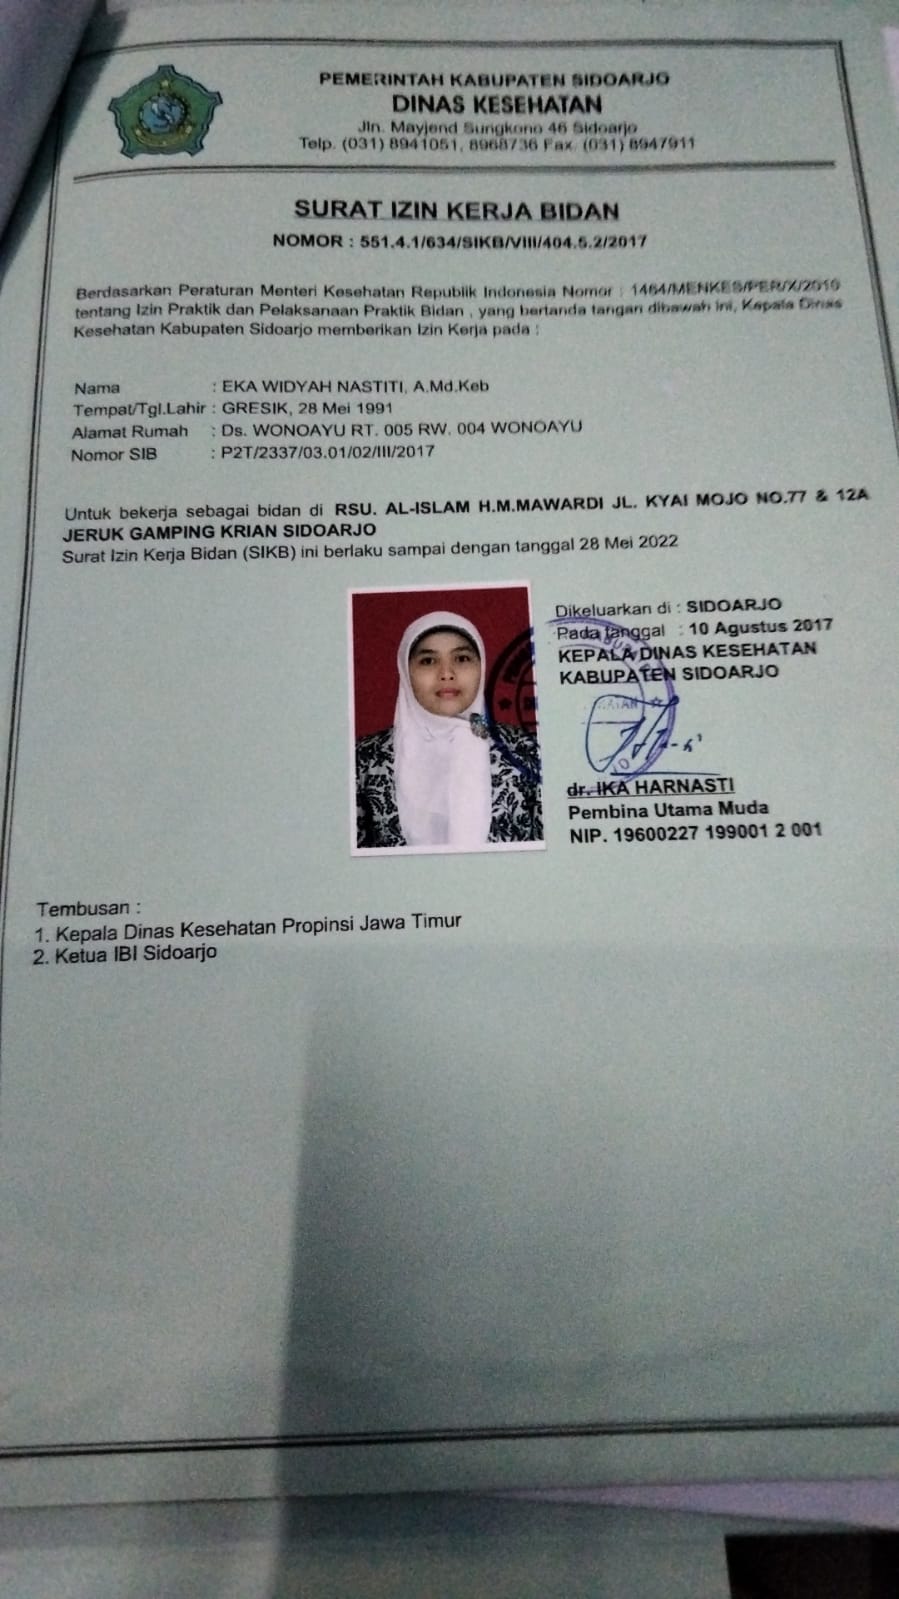 PEMERINTAH KABUPATEN SIDOARJO
DINAS KESEHATAN
Jln. Mayjend Sungkono 46 Sidoarjo
Telp. (031) 8941051, 8968736 Fax. (031) 8947911
SURAT IZIN KERJA BIDAN
NOMOR : 551.4.1/634/SIKB/VIII/404.5.2/2017
Berdasarkan Peraturan Menteri Kesehatan Republik Indonesia Nomor : 1464/MENKES/PER/X/2010
tentang Izin Praktik dan Pelaksanaan Praktik Bidan , yang bertanda tangan dibawah ini, Kepala Dinas
Kesehatan Kabupaten Sidoarjo memberikan Izin Kerja pada :
Nama : EKA WIDYAH NASTITI, A.Md.Keb
Tempat/Tgl.Lahir : GRESIK, 28 Mei 1991
Alamat Rumah : Ds. WONOAYU RT. 005 RW. 004 WONOAYU
Nomor SIB : P2T/2337/03.01/02/III/2017
Untuk bekerja sebagai bidan di RSU. AL-ISLAM H.M.MAWARDI JL. KYAI MOJO NO.77 & 12A
JERUK GAMPING KRIAN SIDOARJO
Surat Izin Kerja Bidan (SIKB) ini berlaku sampai dengan tanggal 28 Mei 2022
Dikeluarkan di : SIDOARJO
Pada tanggal : 10 Agustus 2017
KEPALA DINAS KESEHATAN
KABUPATEN SIDOARJO
dr. IKA HARNASTI
Pembina Utama Muda
NIP. 19600227 199001 2 001
Tembusan :
1. Kepala Dinas Kesehatan Propinsi Jawa Timur
2. Ketua IBI Sidoarjo